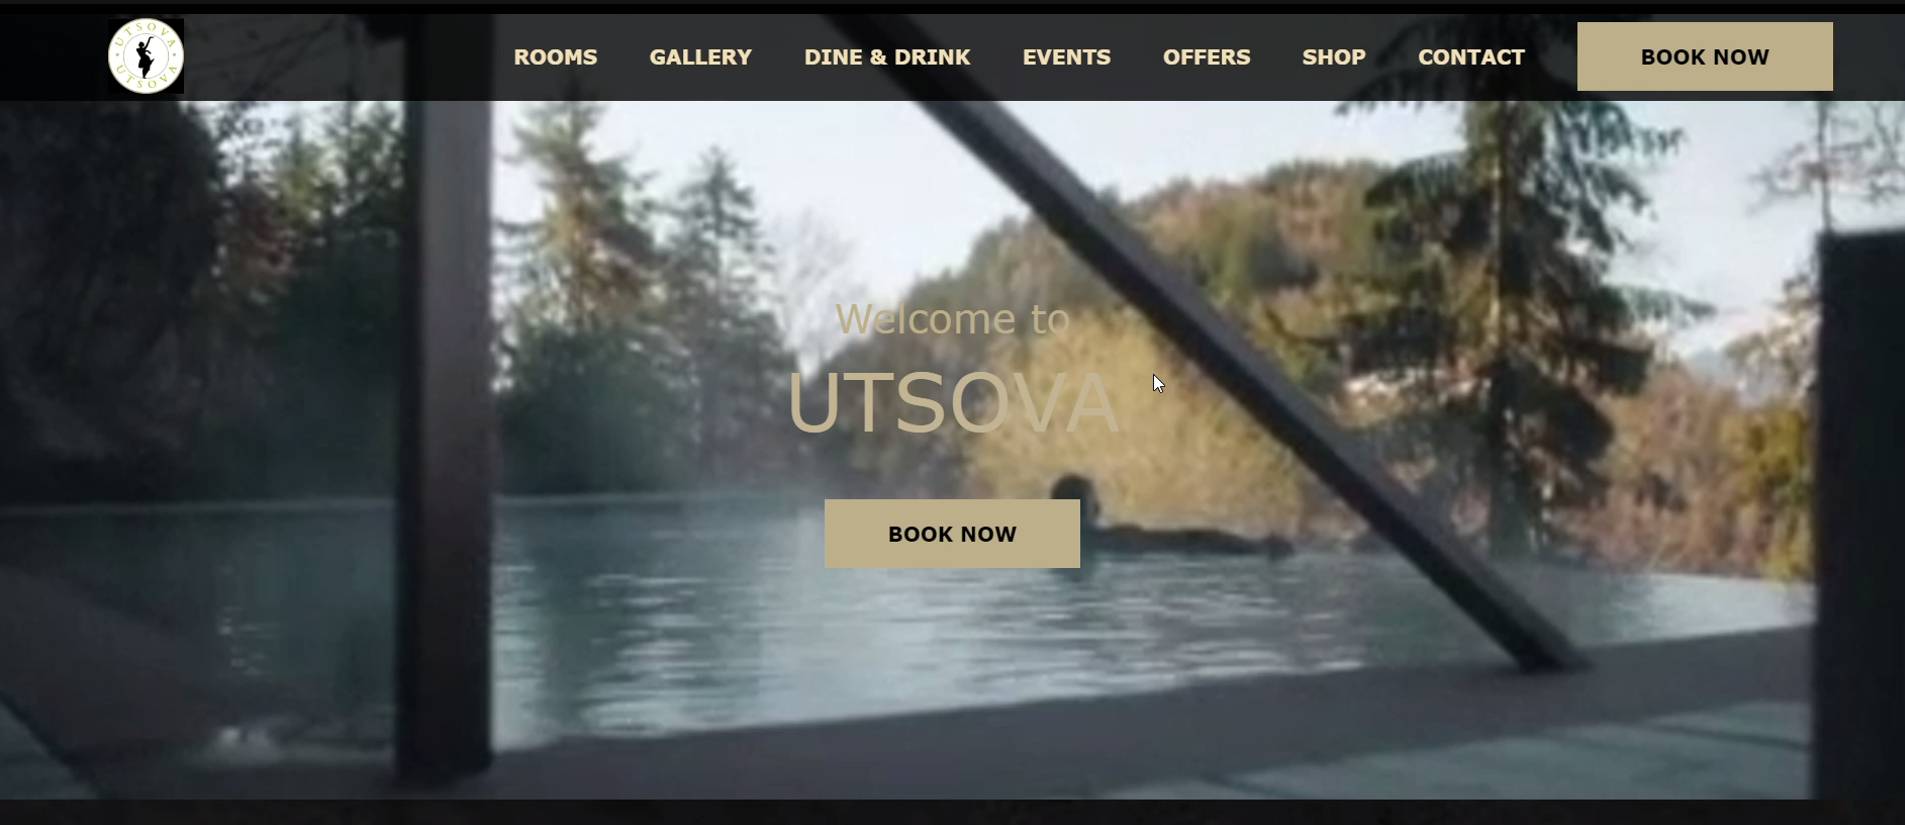 UTSOVA
UTSOVA
ROOMS
GALLERY
DINE & DRINK
EVENTS
OFFERS
SHOP
CONTACT
BOOK NOW
Welcome to
UTSOVA
BOOK NOW